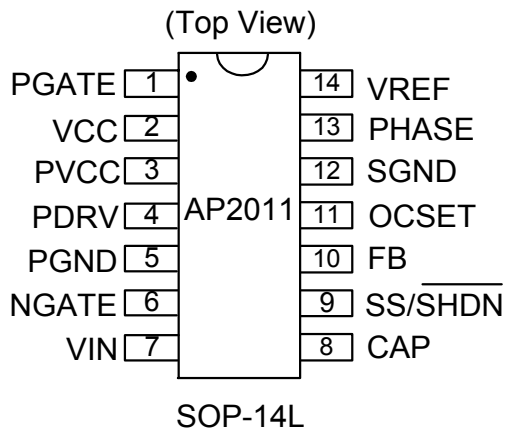 (Top View)
PGATE 1 14 VREF
VCC 2 13 PHASE
PVCC 3 12 SGND
PDRV 4 AP2011 11 OCSET
PGND 5 10 FB
NGATE 6 9 SS/SHDN
VIN 7 8 CAP
SOP-14L